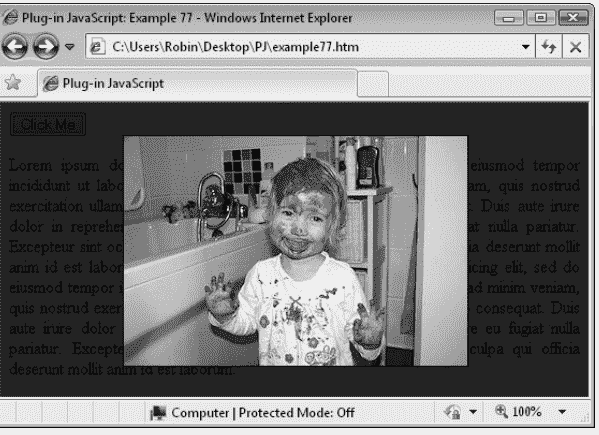 Plug-in JavaScript: Example 77 - Windows Internet Explorer
C:\Users\Robin\Desktop\PJ\example77.htm
Plug-in JavaScript
Click Me
Lorem ipsum do eiusmod tempor
incididunt ut labo am, quis nostrud
exercitation ullam Duis aute irure
dolor in reprehe at nulla pariatur.
Excepteur sint oc deserunt mollit
anim id est labor cing elit, sed do
eiusmod tempor ad minim veniam,
quis nostrud exer consequat. Duis
aute irure dolor te eu fugiat nulla
pariatur. Excepte culpa qui officia
deserunt mollit anim id est laborum.
Computer | Protected Mode: Off
100%